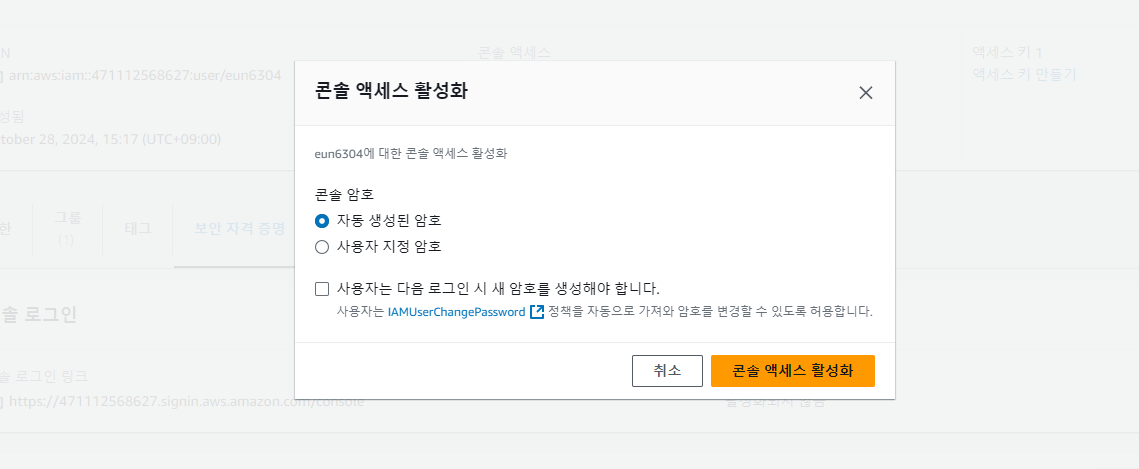 콘솔 액세스
액세스 키 1
arn:aws:iam::471112568627:user/eun6304
액세스 키 만들기
tober 28, 2024, 15:17 (UTC+09:00)
콘솔 액세스 활성화
eun6304에 대한 콘솔 액세스 활성화
콘솔 암호
자동 생성된 암호
사용자 지정 암호
사용자는 다음 로그인 시 새 암호를 생성해야 합니다.
사용자는 IAMUserChangePassword 정책을 자동으로 가져와 암호를 변경할 수 있도록 허용합니다.
취소
콘솔 액세스 활성화
그룹
(1)
태그
보안 자격 증명
솔 로그인
솔 로그인 링크
https://471112568627.signin.aws.amazon.com/console